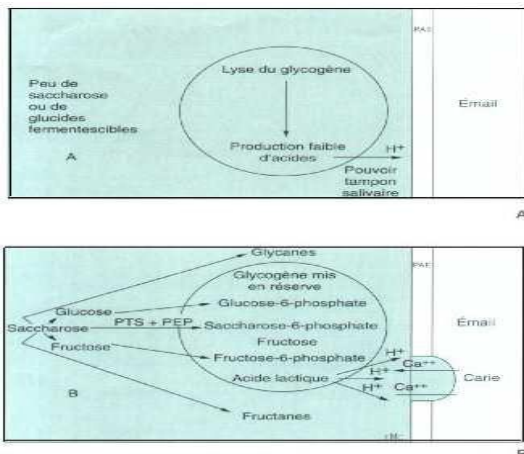 PAE
Lyse du glycogène
Peu de
saccharose
ou de
glucides
fermentescibles
Émail
A
Production faible
d'acides
H+
Pouvoir
tampon
salivaire
A
Glycanes
PAE
Glycogène mis
en réserve
Glucose
Glucose-6-phosphate
Saccharose
PTS + PEP
Saccharose-6-phosphate
Émail
Fructose
Fructose
Fructose-6-phosphate
H+
Ca++
Acide lactique
H+
Carie
H+
Ca++
B
Fructanes
B